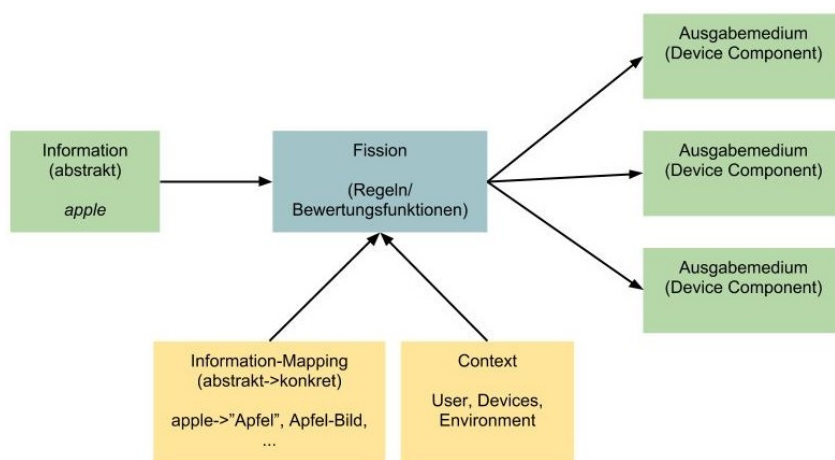 Information
(abstrakt)
apple
Fission
(Regeln/
Bewertungsfunktionen)
Ausgabemedium
(Device Component)
Ausgabemedium
(Device Component)
Ausgabemedium
(Device Component)
Information-Mapping
(abstrakt->konkret)
apple->”Apfel”, Apfel-Bild,
...
Context
User, Devices,
Environment